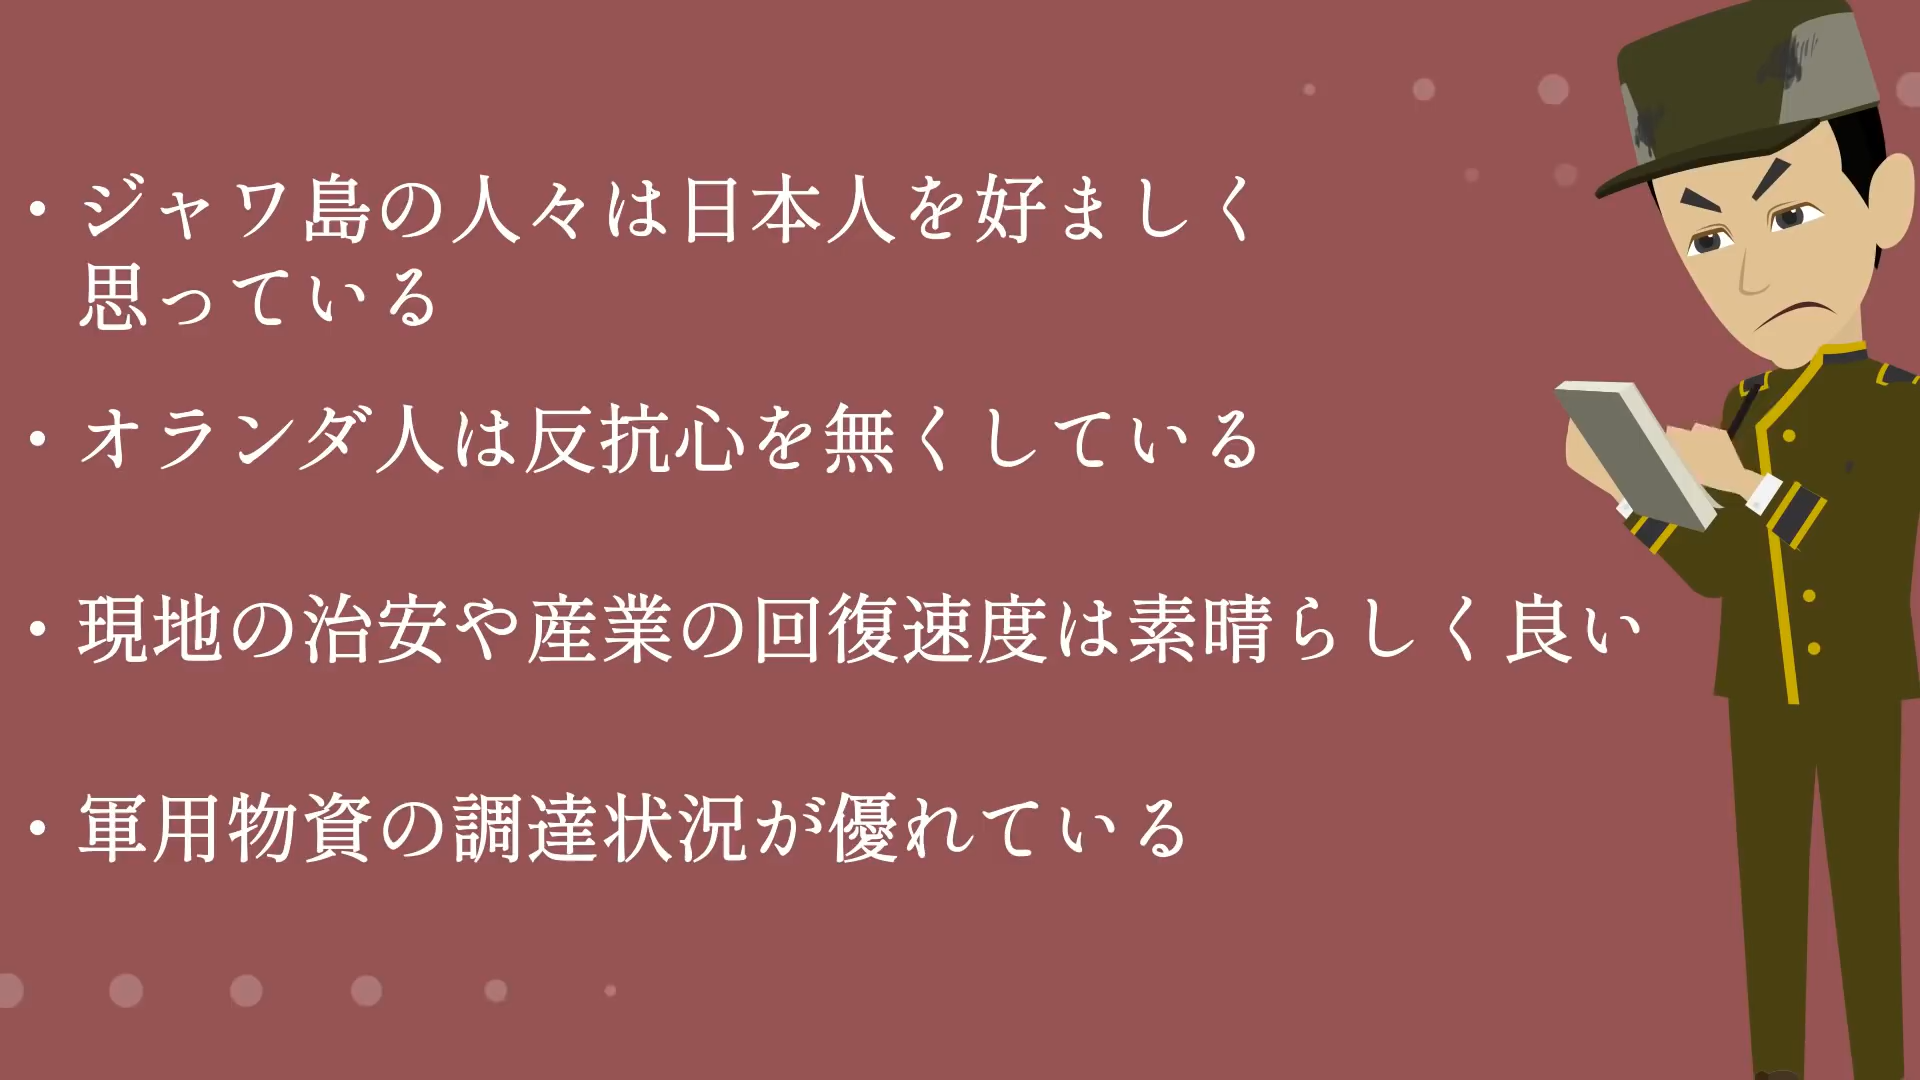 ・ジャワ島の人々は日本人を好ましく
思っている
・オランダ人は反抗心を無くしている
・現地の治安や産業の回復速度は素晴らしく良い
・軍用物資の調達状況が優れている